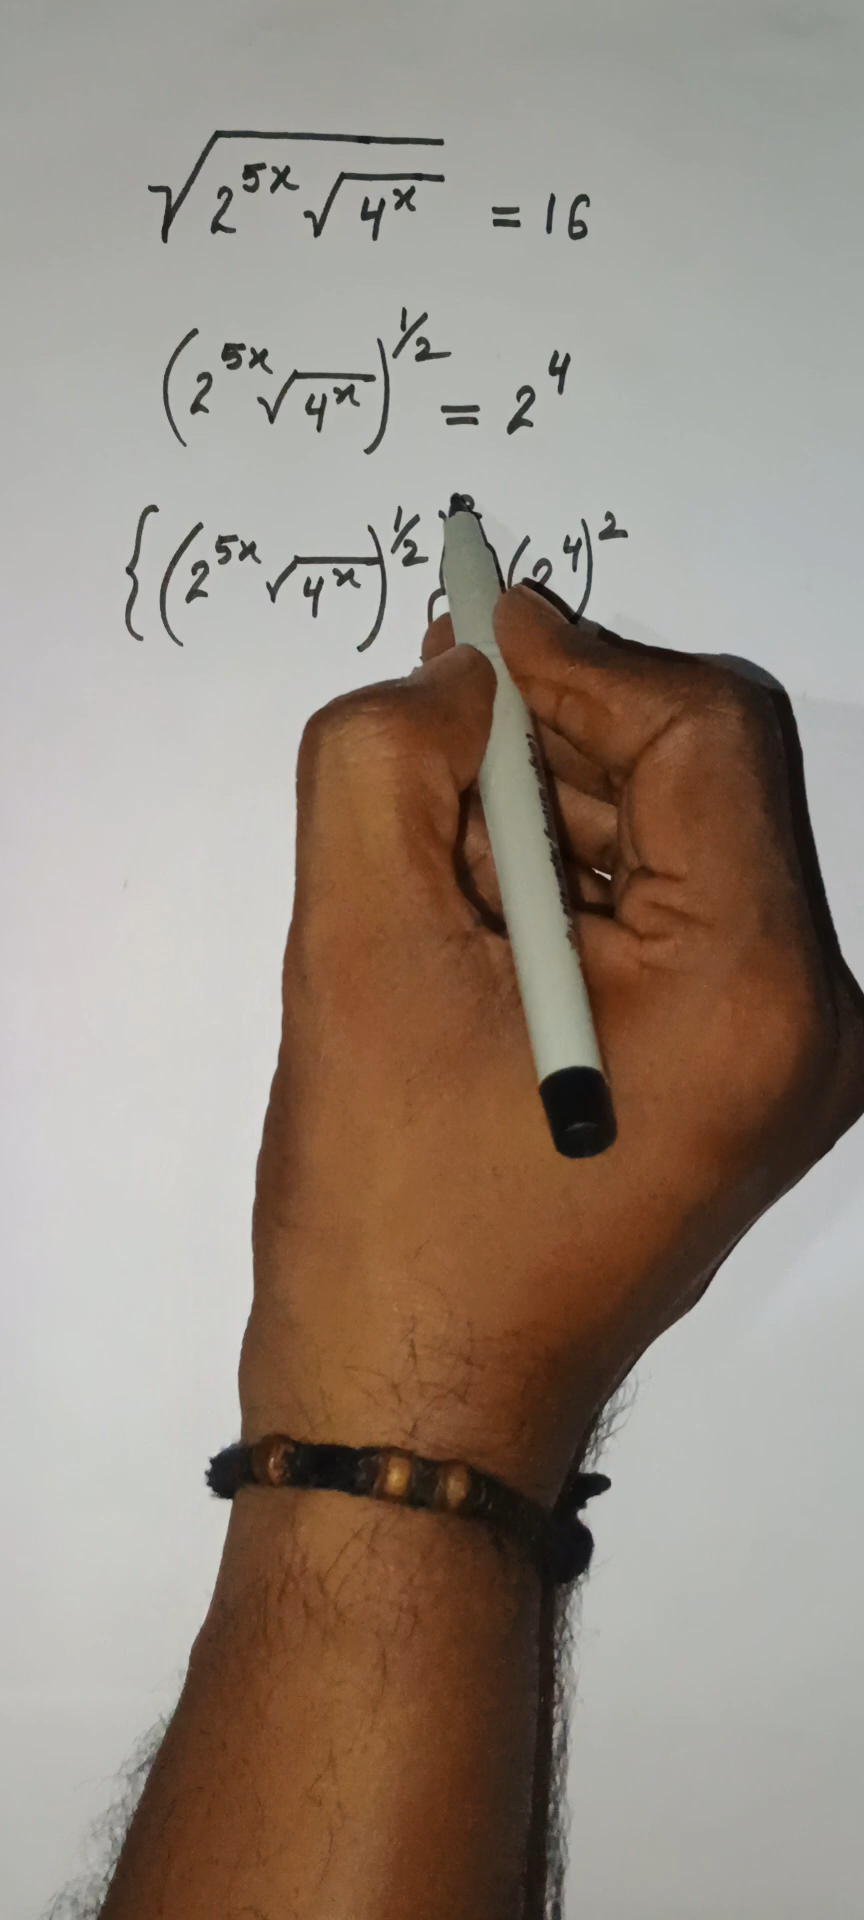 √(2^(5x) √(4^x)) = 16
(2^(5x) √(4^x))^(1/2) = 2^4
{(2^(5x) √(4^x))^(1/2) (2^4)^2